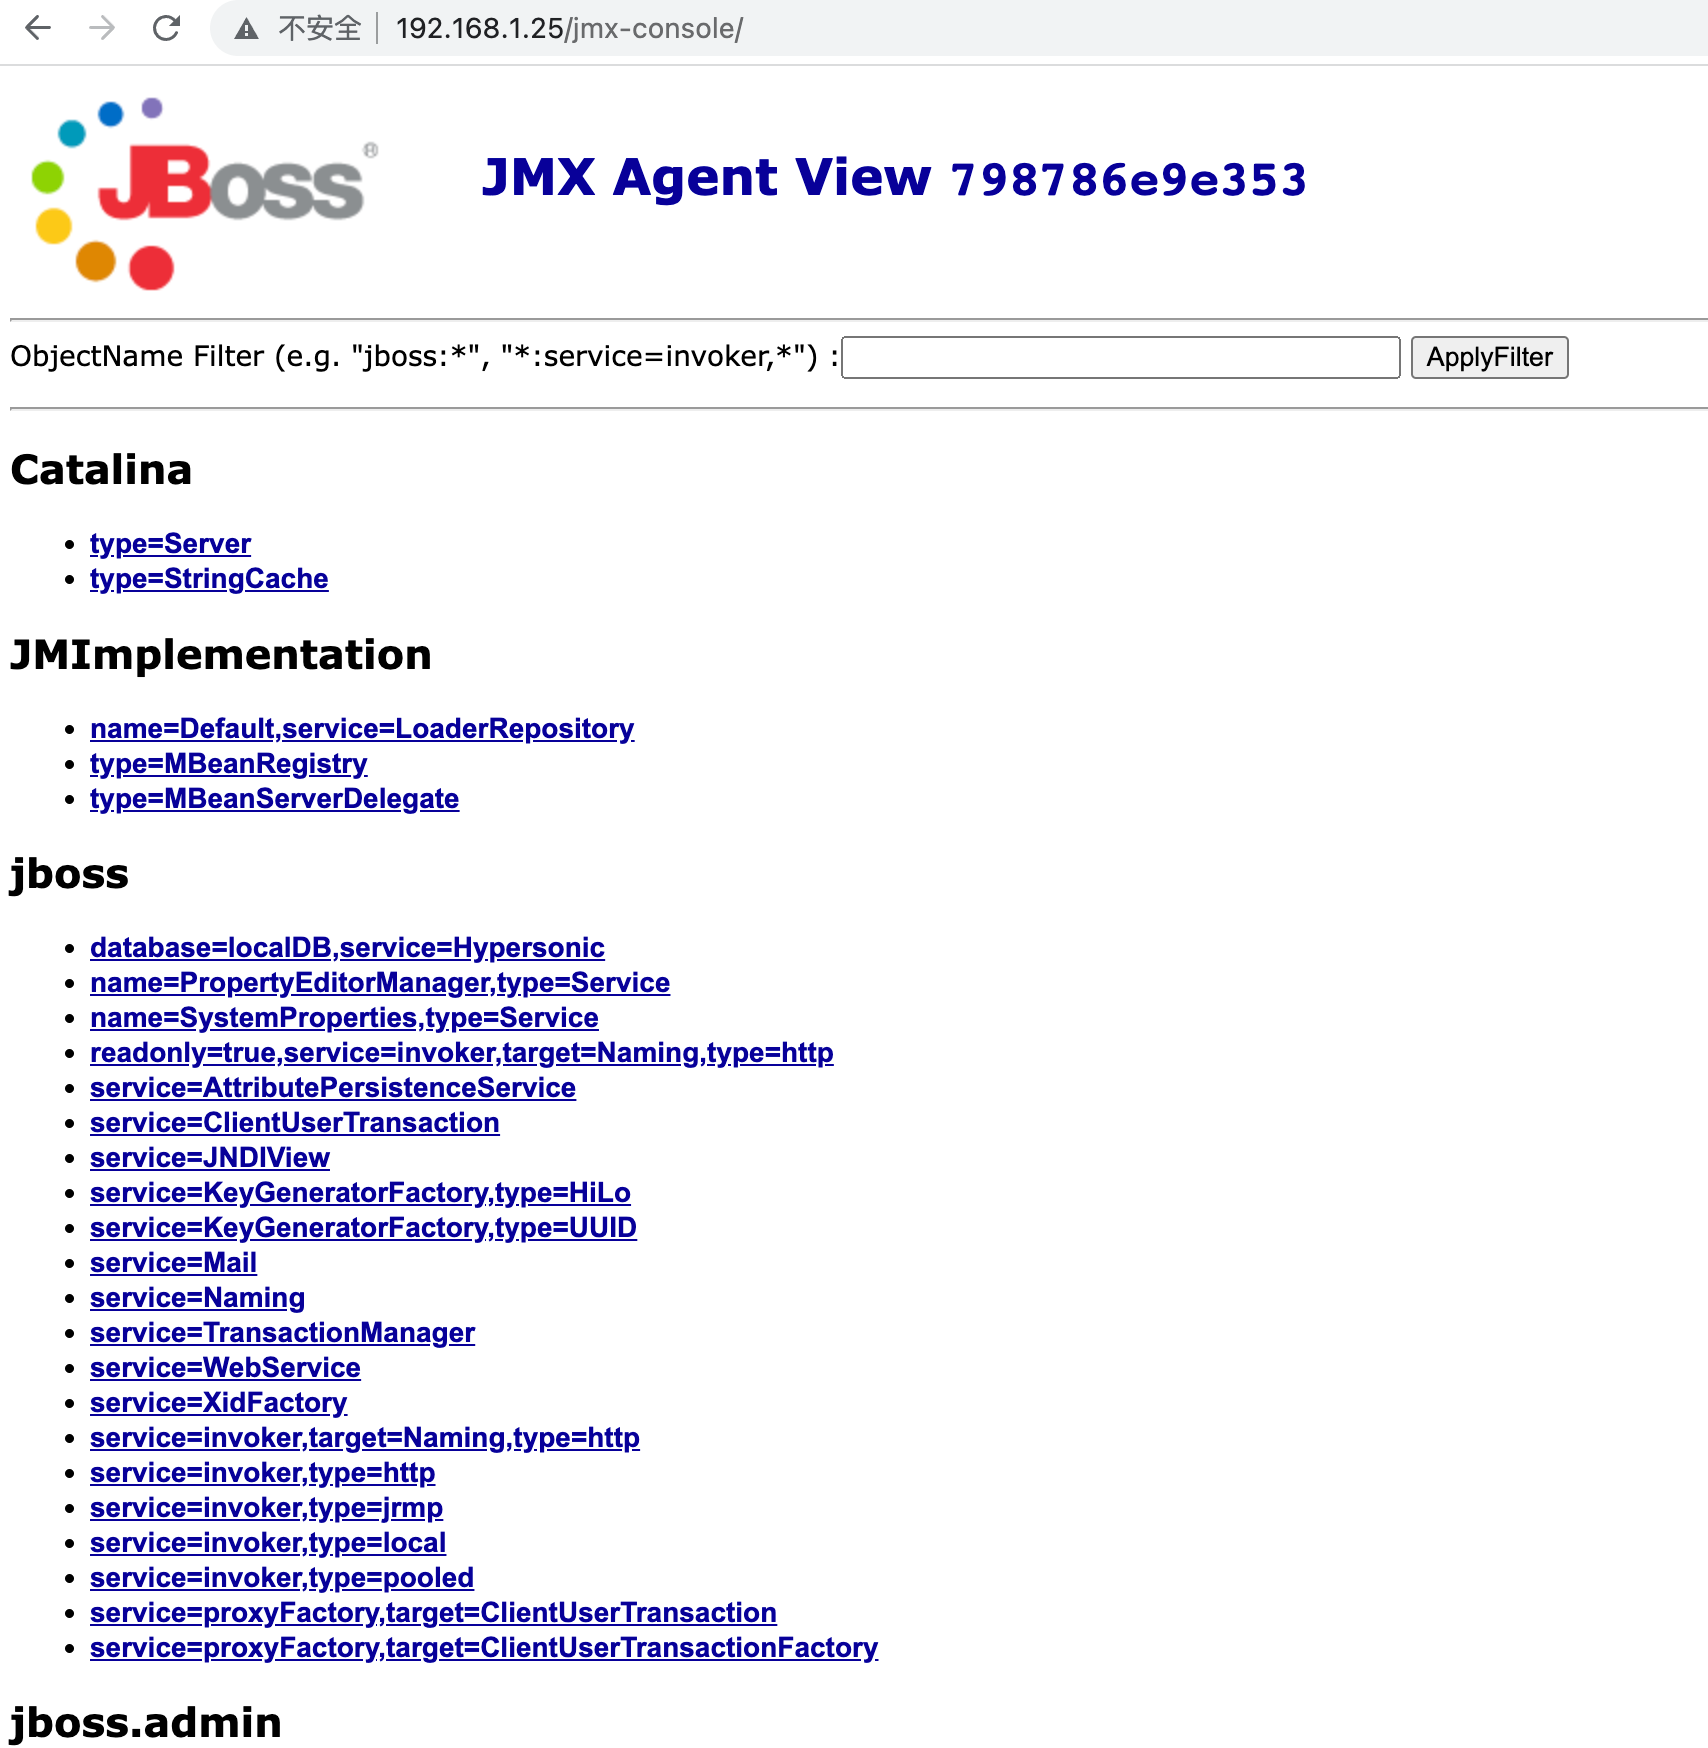 不安全 192.168.1.25/jmx-console/
JBoss ®
JMX Agent View 798786e9e353
ObjectName Filter (e.g. "jboss:*", "*:service=invoker,*") : ApplyFilter
Catalina
• type=Server
• type=StringCache
JMImplementation
• name=Default,service=LoaderRepository
• type=MBeanRegistry
• type=MBeanServerDelegate
jboss
• database=localDB,service=Hypersonic
• name=PropertyEditorManager,type=Service
• name=SystemProperties,type=Service
• readonly=true,service=invoker,target=Naming,type=http
• service=AttributePersistenceService
• service=ClientUserTransaction
• service=JNDIView
• service=KeyGeneratorFactory,type=HiLo
• service=KeyGeneratorFactory,type=UUID
• service=Mail
• service=Naming
• service=TransactionManager
• service=WebService
• service=XidFactory
• service=invoker,target=Naming,type=http
• service=invoker,type=http
• service=invoker,type=jrmp
• service=invoker,type=local
• service=invoker,type=pooled
• service=proxyFactory,target=ClientUserTransaction
• service=proxyFactory,target=ClientUserTransactionFactory
jboss.admin